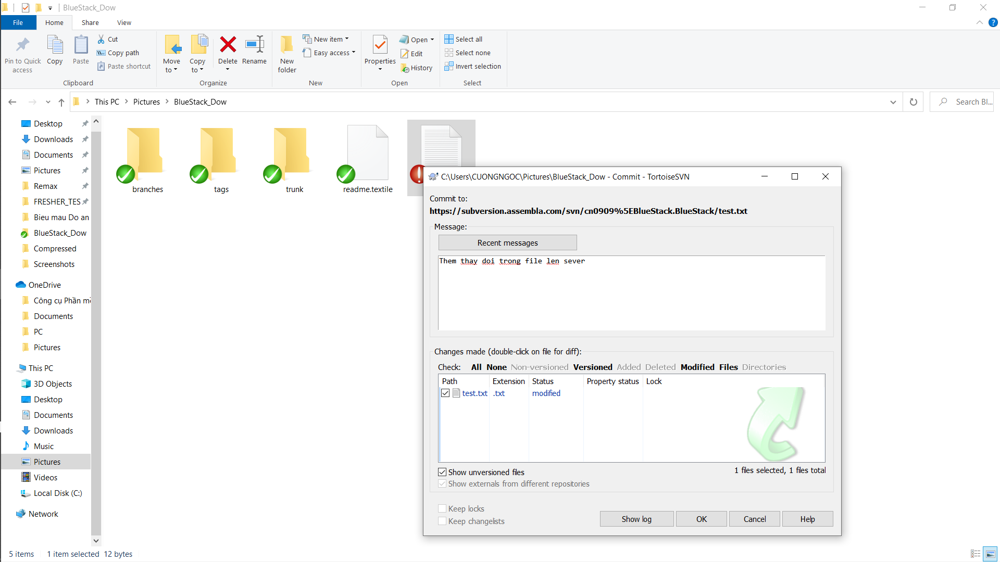 BlueStack_Dow
File Home Share View
Pin to Quick access
Copy
Paste
Cut
Copy path
Paste shortcut
Clipboard
Move to
Copy to
Delete
Rename
Organize
New folder
New item
Easy access
New
Properties
Open
Edit
History
Open
Select all
Select none
Invert selection
Select
This PC > Pictures > BlueStack_Dow
Search Bl...
Desktop
Downloads
Documents
Pictures
Remax
FRESHER_TES
Bieu mau Do an
BlueStack_Dow
Compressed
Screenshots
OneDrive
Công cụ Phần
Documents
PC
Pictures
This PC
3D Objects
Desktop
Documents
Downloads
Music
Pictures
Videos
Local Disk (C:)
Network
branches
tags
trunk
readme.textile
C:\Users\CUONGNGOC\Pictures\BlueStack_Dow - Commit - TortoiseSVN
Commit to:
https://subversion.assembla.com/svn/cn0909%5EBlueStack.BlueStack/test.txt
Message:
Recent messages
Them thay doi trong file len sever
Changes made (double-click on file for diff):
Check: All None Non-versioned Versioned Added Deleted Modified Files Directories
Path Extension Status Property status Lock
test.txt .txt modified
Show unversioned files
1 files selected, 1 files total
Show externals from different repositories
Keep locks
Keep changelists
Show log
OK
Cancel
Help
5 items 1 item selected 12 bytes